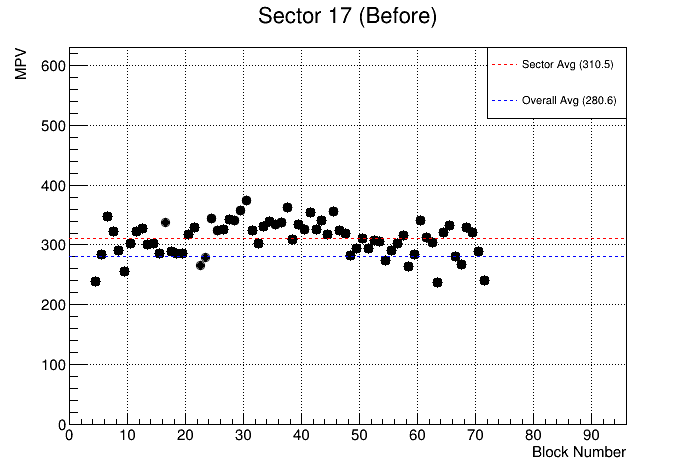 Sector 17 (Before)
MPV
600
500
400
300
200
100
0
Sector Avg (310.5)
Overall Avg (280.6)
0 10 20 30 40 50 60 70 80 90
Block Number